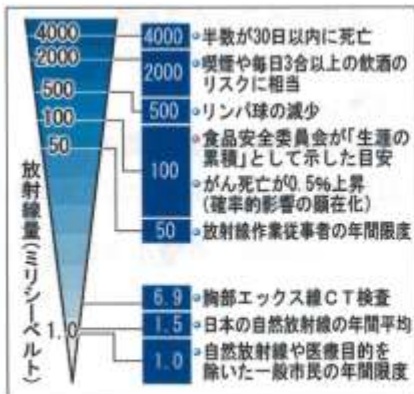 4000
2000
500
100
50
1.0
放射線量(ミリシーベルト)
4000 半数が30日以内に死亡
2000 喫煙や毎日3合以上の飲酒の
リスクに相当
500 リンパ球の減少
100 食品安全委員会が「生涯の
累積」として示した目安
がん死亡が0.5%上昇
(確率的影響の顕在化)
50 放射線作業従事者の年間限度
6.9 胸部エックス線CT検査
1.5 日本の自然放射線の年間平均
1.0 自然放射線や医療目的を
除いた一般市民の年間限度